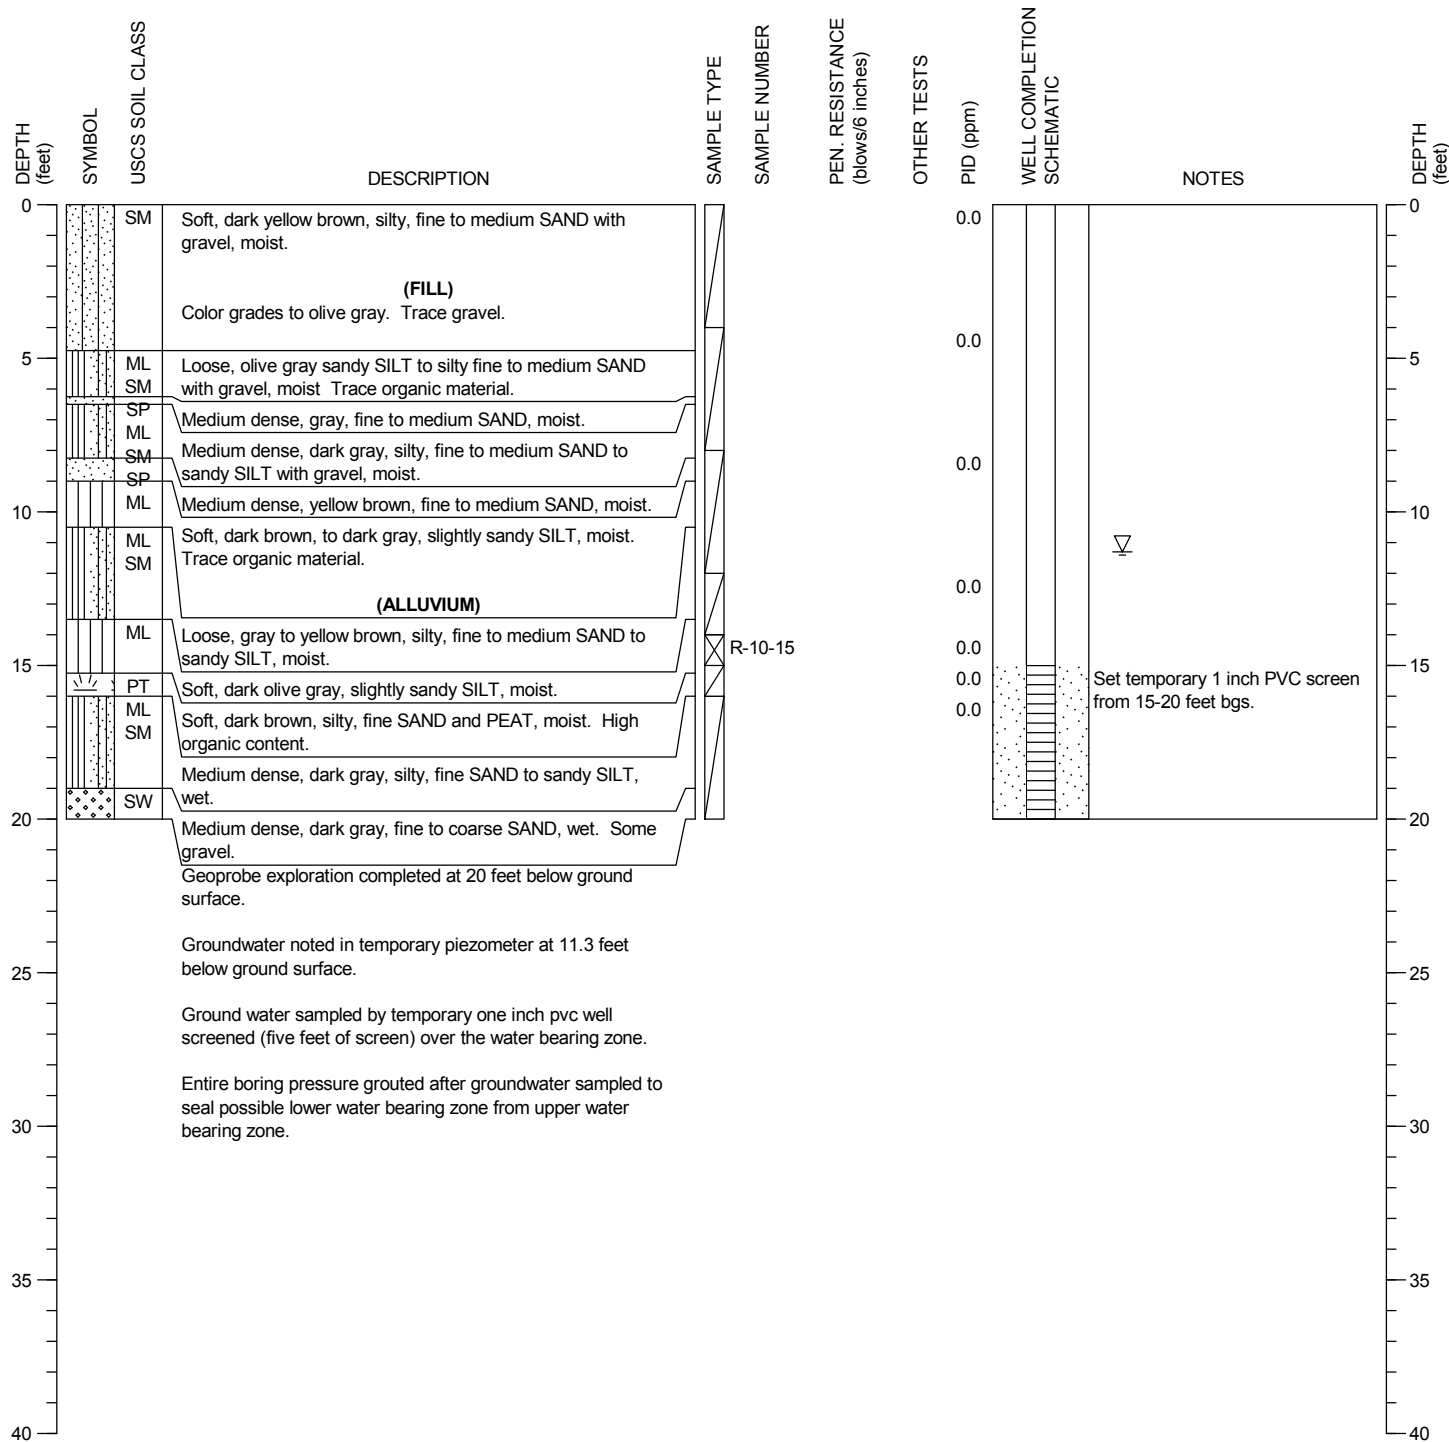 DEPTH
(feet)
SYMBOL
USCS SOIL CLASS
DESCRIPTION
SAMPLE TYPE
SAMPLE NUMBER
PEN. RESISTANCE
(blows/6 inches)
OTHER TESTS
PID (ppm)
WELL COMPLETION
SCHEMATIC
NOTES
DEPTH
(feet)
0
5
10
15
20
25
30
35
40
SM
ML
SM
SP
ML
SM
SP
ML
ML
SM
ML
PT
ML
SM
SW
Soft, dark yellow brown, silty, fine to medium SAND with
gravel, moist.
(FILL)
Color grades to olive gray. Trace gravel.
Loose, olive gray sandy SILT to silty fine to medium SAND
with gravel, moist Trace organic material.
Medium dense, gray, fine to medium SAND, moist.
Medium dense, dark gray, silty, fine to medium SAND to
sandy SILT with gravel, moist.
Medium dense, yellow brown, fine to medium SAND, moist.
Soft, dark brown, to dark gray, slightly sandy SILT, moist.
Trace organic material.
(ALLUVIUM)
Loose, gray to yellow brown, silty, fine to medium SAND to
sandy SILT, moist.
Soft, dark olive gray, slightly sandy SILT, moist.
Soft, dark brown, silty, fine SAND and PEAT, moist. High
organic content.
Medium dense, dark gray, silty, fine SAND to sandy SILT,
wet.
Medium dense, dark gray, fine to coarse SAND, wet. Some
gravel.
Geoprobe exploration completed at 20 feet below ground
surface.
Groundwater noted in temporary piezometer at 11.3 feet
below ground surface.
Ground water sampled by temporary one inch pvc well
screened (five feet of screen) over the water bearing zone.
Entire boring pressure grouted after groundwater sampled to
seal possible lower water bearing zone from upper water
bearing zone.
R-10-15
0.0
0.0
0.0
0.0
0.0
0.0
0.0
Set temporary 1 inch PVC screen
from 15-20 feet bgs.
0
5
10
15
20
25
30
35
40